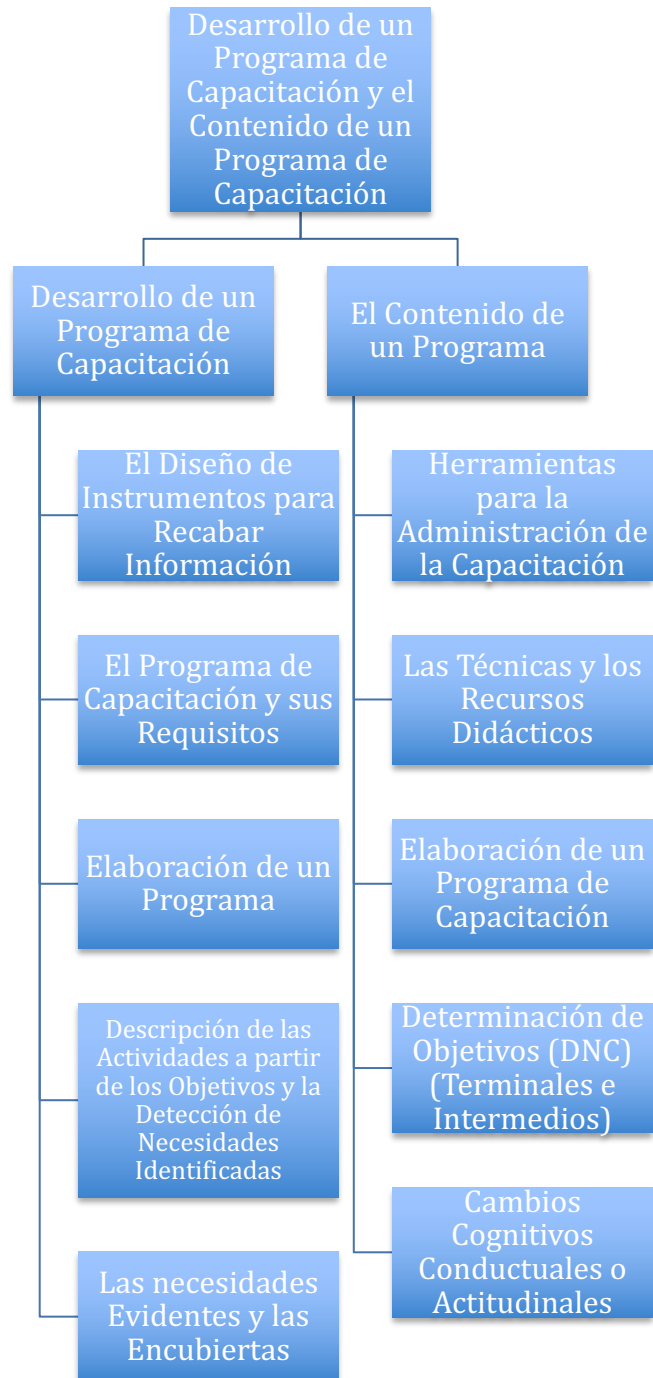 Desarrollo de un
Programa de
Capacitación y el
Contenido de un
Programa de
Capacitación
Desarrollo de un
Programa de
Capacitación
El Diseño de
Instrumentos para
Recabar
Información
El Programa de
Capacitación y sus
Requisitos
Elaboración de un
Programa
Descripción de las
Actividades a partir
de los Objetivos y la
Detección de
Necesidades
Identificadas
Las necesidades
Evidentes y las
Encubiertas
El Contenido de
un Programa
Herramientas
para la
Administración de
la Capacitación
Las Técnicas y los
Recursos
Didácticos
Elaboración de un
Programa de
Capacitación
Determinación de
Objetivos (DNC)
(Terminales e
Intermedios)
Cambios
Cognitivos
Conductuales o
Actitudinales